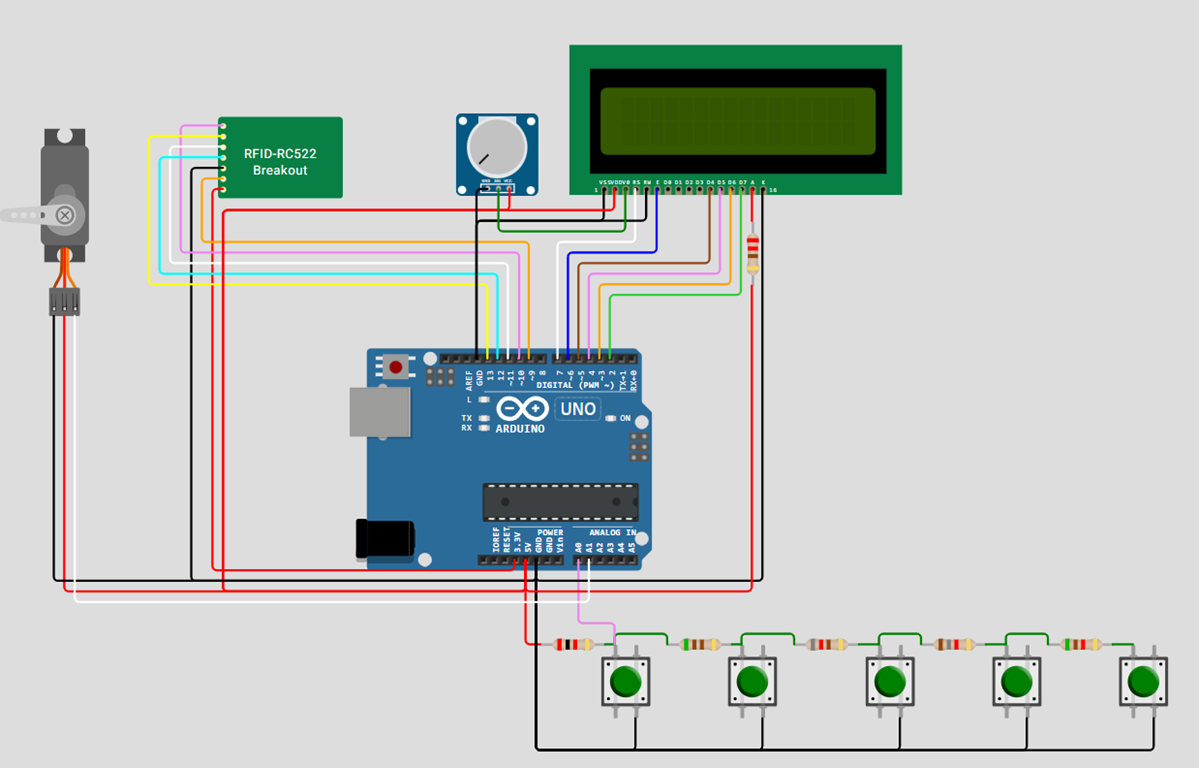 RFID-RC522
Breakout
1
VSS VDD V0 RS RW E D0 D1 D2 D3 D4 D5 D6 D7 A K
16
AREF
GND
13
12
~11
~10
~9
8
7
~6
~5
4
~3
2
TX→1
RX←0
DIGITAL (PWM ~)
L
TX
RX
UNO
ON
ARDUINO
POWER
ANALOG IN
IOREF
RESET
3.3V
5V
GND
GND
Vin
A0
A1
A2
A3
A4
A5